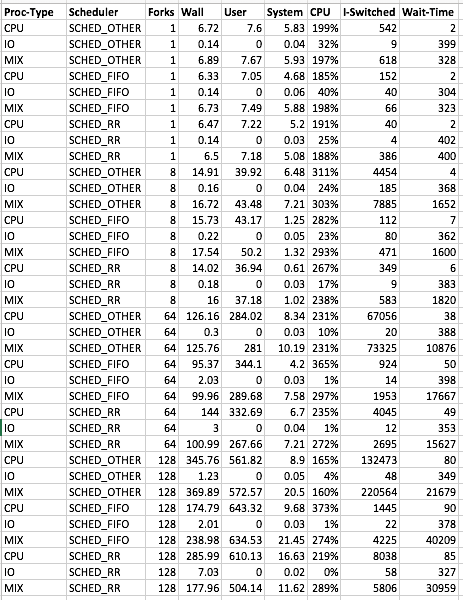 Proc-Type Scheduler Forks Wall User System CPU I-Switched Wait-Time
CPU SCHED_OTHER 1 6.72 7.6 5.83 199% 542 2
IO SCHED_OTHER 1 0.14 0 0.04 32% 9 399
MIX SCHED_OTHER 1 6.89 7.67 5.93 197% 618 328
CPU SCHED_FIFO 1 6.33 7.05 4.68 185% 152 2
IO SCHED_FIFO 1 0.14 0 0.06 40% 40 304
MIX SCHED_FIFO 1 6.73 7.49 5.88 198% 66 323
CPU SCHED_RR 1 6.47 7.22 5.2 191% 40 2
IO SCHED_RR 1 0.14 0 0.03 25% 4 402
MIX SCHED_RR 1 6.5 7.18 5.08 188% 386 400
CPU SCHED_OTHER 8 14.91 39.92 6.48 311% 4454 4
IO SCHED_OTHER 8 0.16 0 0.04 24% 185 368
MIX SCHED_OTHER 8 16.72 43.48 7.21 303% 7885 1652
CPU SCHED_FIFO 8 15.73 43.17 1.25 282% 112 7
IO SCHED_FIFO 8 0.22 0 0.05 23% 80 362
MIX SCHED_FIFO 8 17.54 50.2 1.32 293% 471 1600
CPU SCHED_RR 8 14.02 36.94 0.61 267% 349 6
IO SCHED_RR 8 0.18 0 0.03 17% 9 383
MIX SCHED_RR 8 16 37.18 1.02 238% 583 1820
CPU SCHED_OTHER 64 126.16 284.02 8.34 231% 67056 38
IO SCHED_OTHER 64 0.3 0 0.03 10% 20 388
MIX SCHED_OTHER 64 125.76 281 10.19 231% 73325 10876
CPU SCHED_FIFO 64 95.37 344.1 4.2 365% 924 50
IO SCHED_FIFO 64 2.03 0 0.03 1% 14 398
MIX SCHED_FIFO 64 99.96 289.68 7.58 297% 1953 17667
CPU SCHED_RR 64 144 332.69 6.7 235% 4045 49
IO SCHED_RR 64 3 0 0.04 1% 12 353
MIX SCHED_RR 64 100.99 267.66 7.21 272% 2695 15627
CPU SCHED_OTHER 128 345.76 561.82 8.9 165% 132473 80
IO SCHED_OTHER 128 1.23 0 0.05 4% 48 349
MIX SCHED_OTHER 128 369.89 572.57 20.5 160% 220564 21679
CPU SCHED_FIFO 128 174.79 643.32 9.68 373% 1445 90
IO SCHED_FIFO 128 2.01 0 0.03 1% 22 378
MIX SCHED_FIFO 128 238.98 634.53 21.45 274% 4225 40209
CPU SCHED_RR 128 285.99 610.13 16.63 219% 8038 85
IO SCHED_RR 128 7.03 0 0.02 0% 58 327
MIX SCHED_RR 128 177.96 504.14 11.62 289% 5806 30959